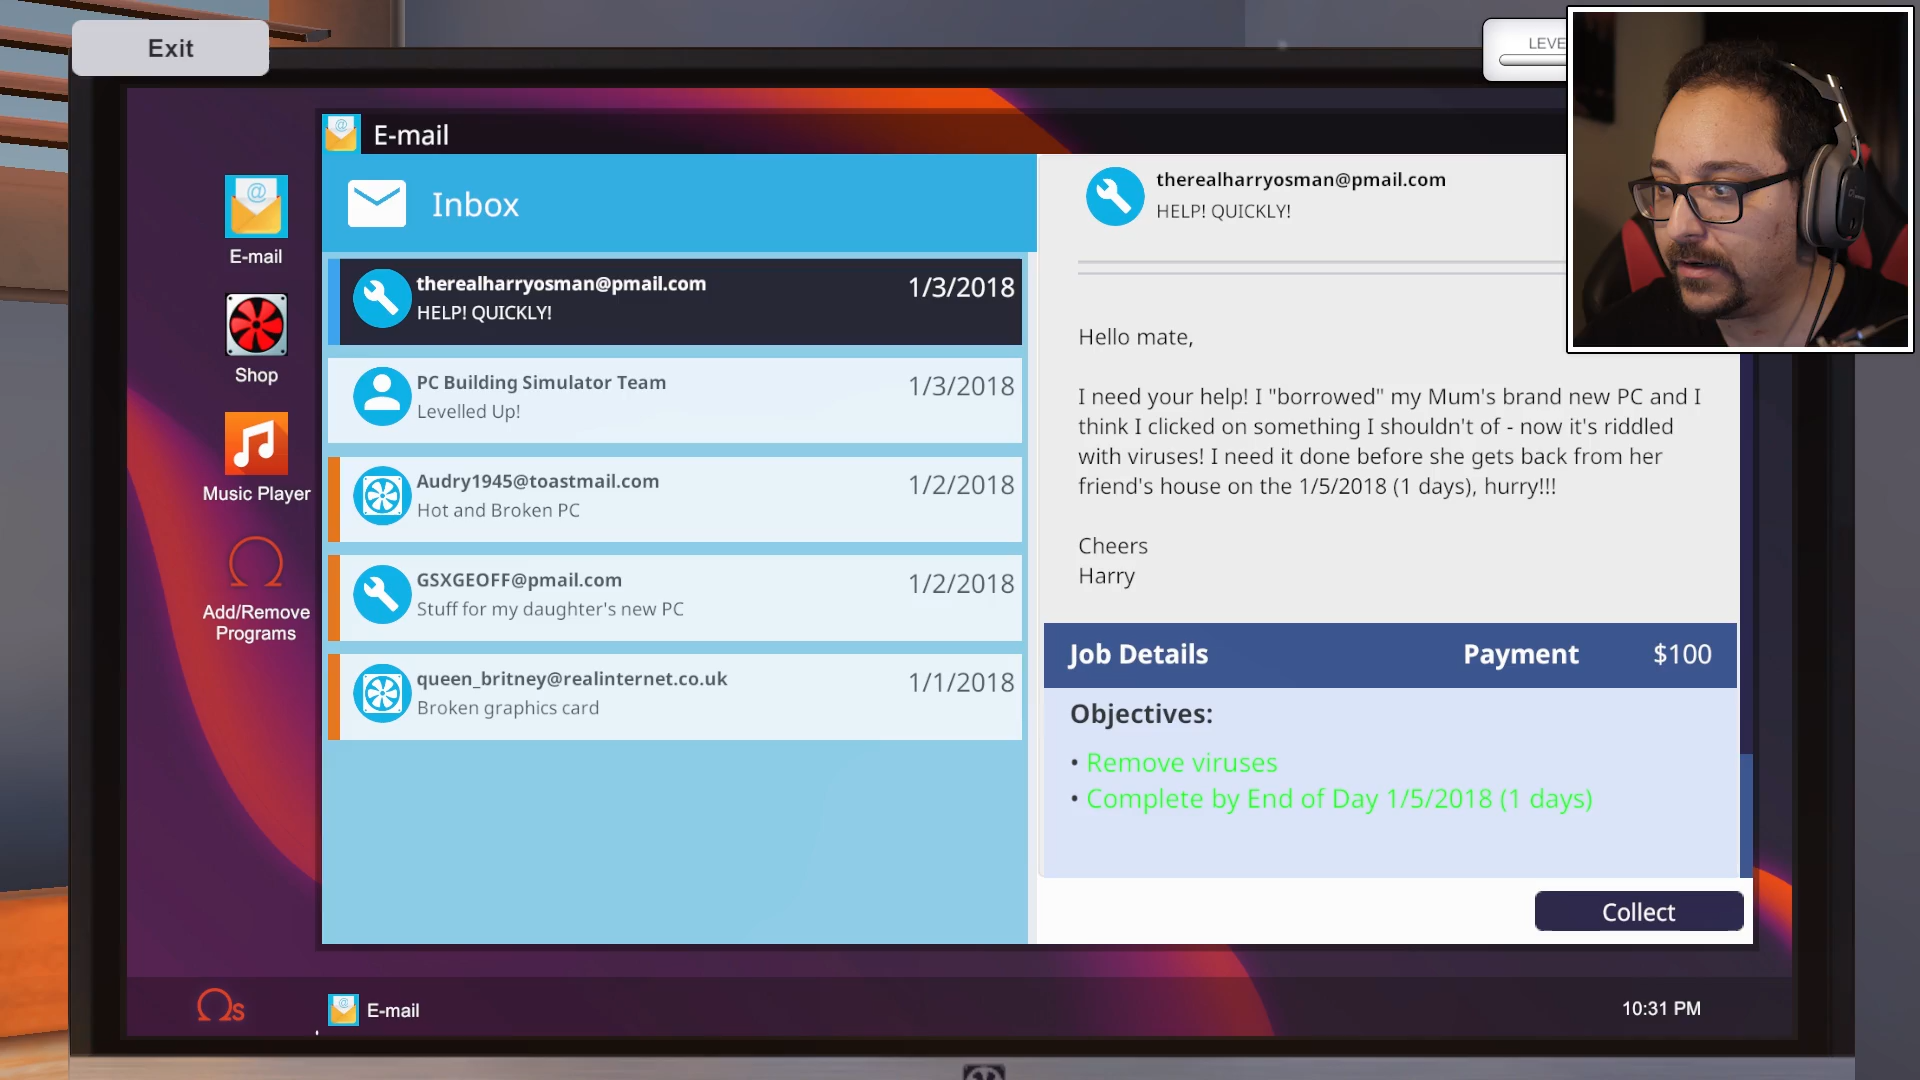 Exit
LEVE
E-mail
Inbox
therealharryosman@pmail.com
1/3/2018
HELP! QUICKLY!
PC Building Simulator Team
1/3/2018
Levelled Up!
Audry1945@toastmail.com
1/2/2018
Hot and Broken PC
GSXGEOFF@pmail.com
1/2/2018
Stuff for my daughter's new PC
queen_britney@realinternet.co.uk
1/1/2018
Broken graphics card
therealharryosman@pmail.com
HELP! QUICKLY!
Hello mate,
I need your help! I "borrowed" my Mum's brand new PC and I
think I clicked on something I shouldn't of - now it's riddled
with viruses! I need it done before she gets back from her
friend's house on the 1/5/2018 (1 days), hurry!!!
Cheers
Harry
Job Details
Payment
$100
Objectives:
• Remove viruses
• Complete by End of Day 1/5/2018 (1 days)
Collect
E-mail
Shop
Music Player
Add/Remove
Programs
Ωs
E-mail
10:31 PM